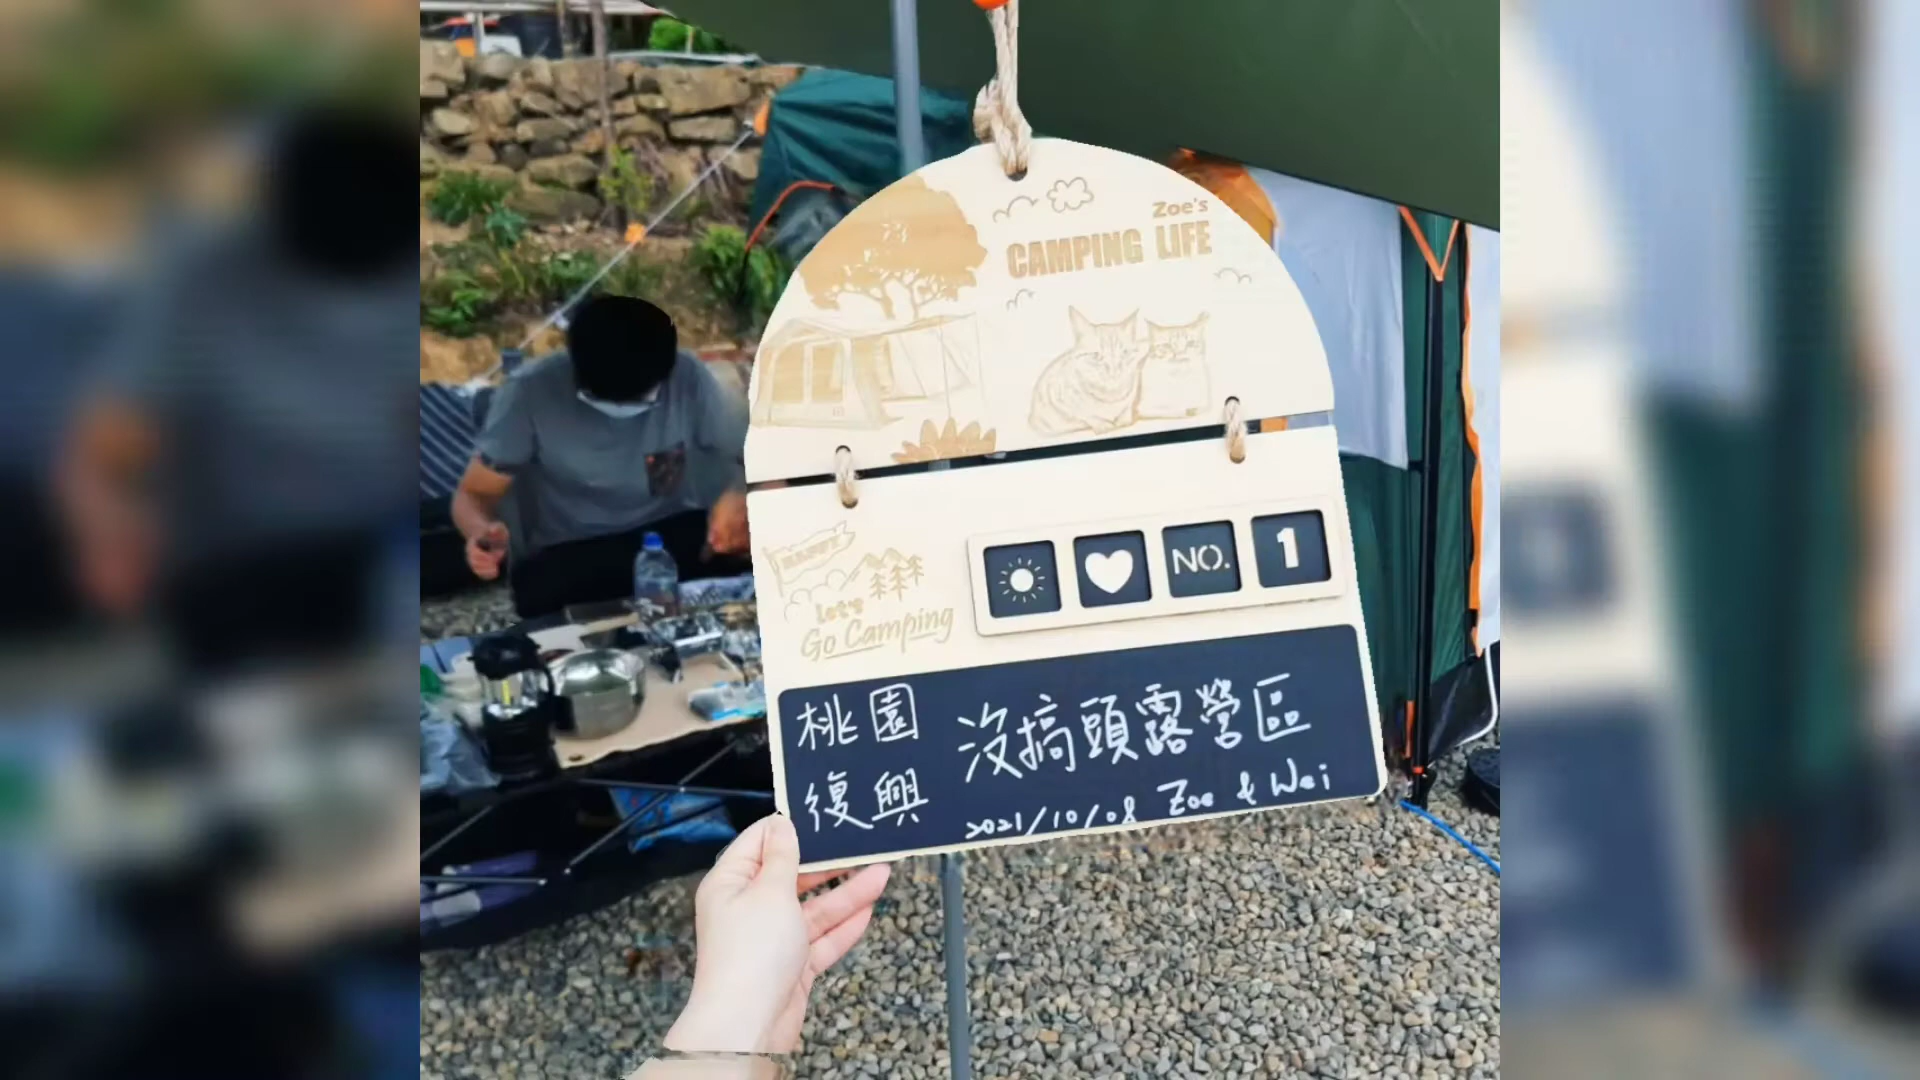 Zoe's
CAMPING LIFE
HAPPY
Let's
Go Camping
NO. 1
桃園
復興
沒搞頭露營區
2021/10/08 Zoe & Wei